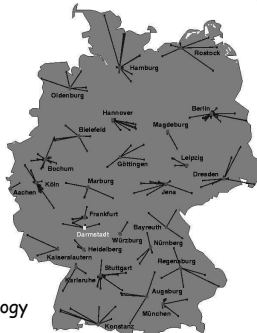 Rostock
Hamburg
Oldenburg
Berlin
Hannover
Magdeburg
Bielefeld
Göttingen
Leipzig
Bochum
Dresden
Köln
Marburg
Aachen
Jena
Frankfurt
Bayreuth
Darmstadt
Würzburg
Nürnberg
Heidelberg
Kaiserslautern
Regensburg
Stuttgart
Karlsruhe
Augsburg
München
Konstanz
ogy